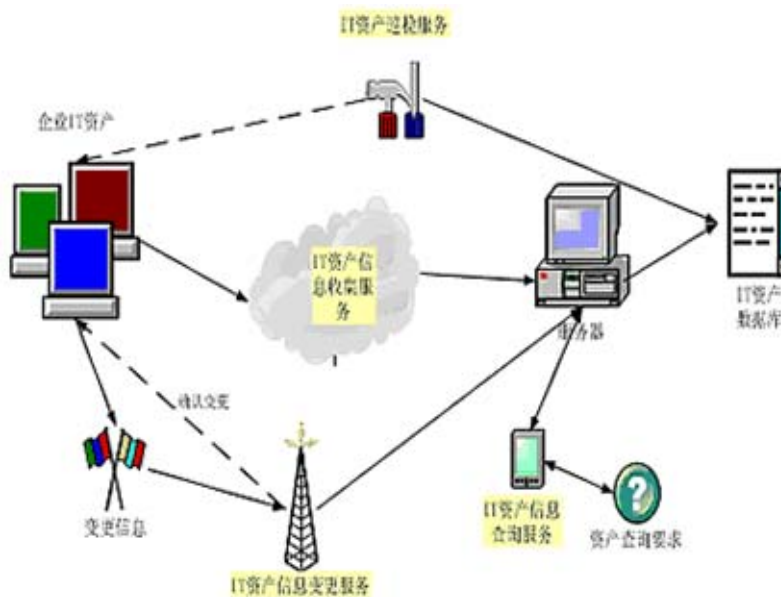 IT资产巡检服务
企业IT资产
IT资产信
息收集服
务
服务器
IT资产
数据库
确认变更
变更信息
IT资产信息
查询服务
资产查询要求
IT资产信息变更服务